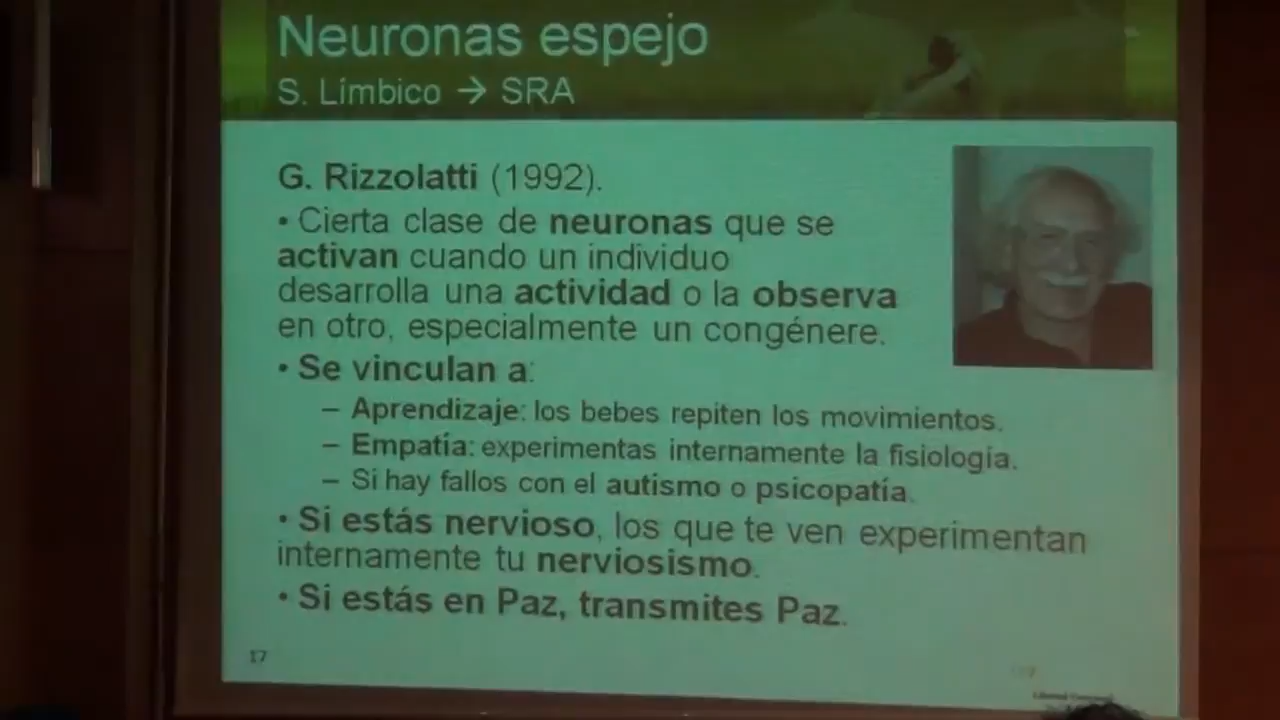 Neuronas espejo
S. Límbico → SRA
G. Rizzolatti (1992).
• Cierta clase de neuronas que se
activan cuando un individuo
desarrolla una actividad o la observa
en otro, especialmente un congénere.
• Se vinculan a:
– Aprendizaje: los bebes repiten los movimientos.
– Empatía: experimentas internamente la fisiología.
– Si hay fallos con el autismo o psicopatía.
• Si estás nervioso, los que te ven experimentan
internamente tu nerviosismo.
• Si estás en Paz, transmites Paz.
17